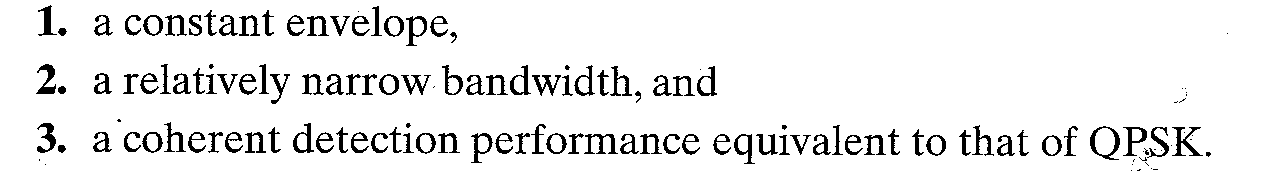 1. a constant envelope,
2. a relatively narrow bandwidth, and
3. a coherent detection performance equivalent to that of QPSK.